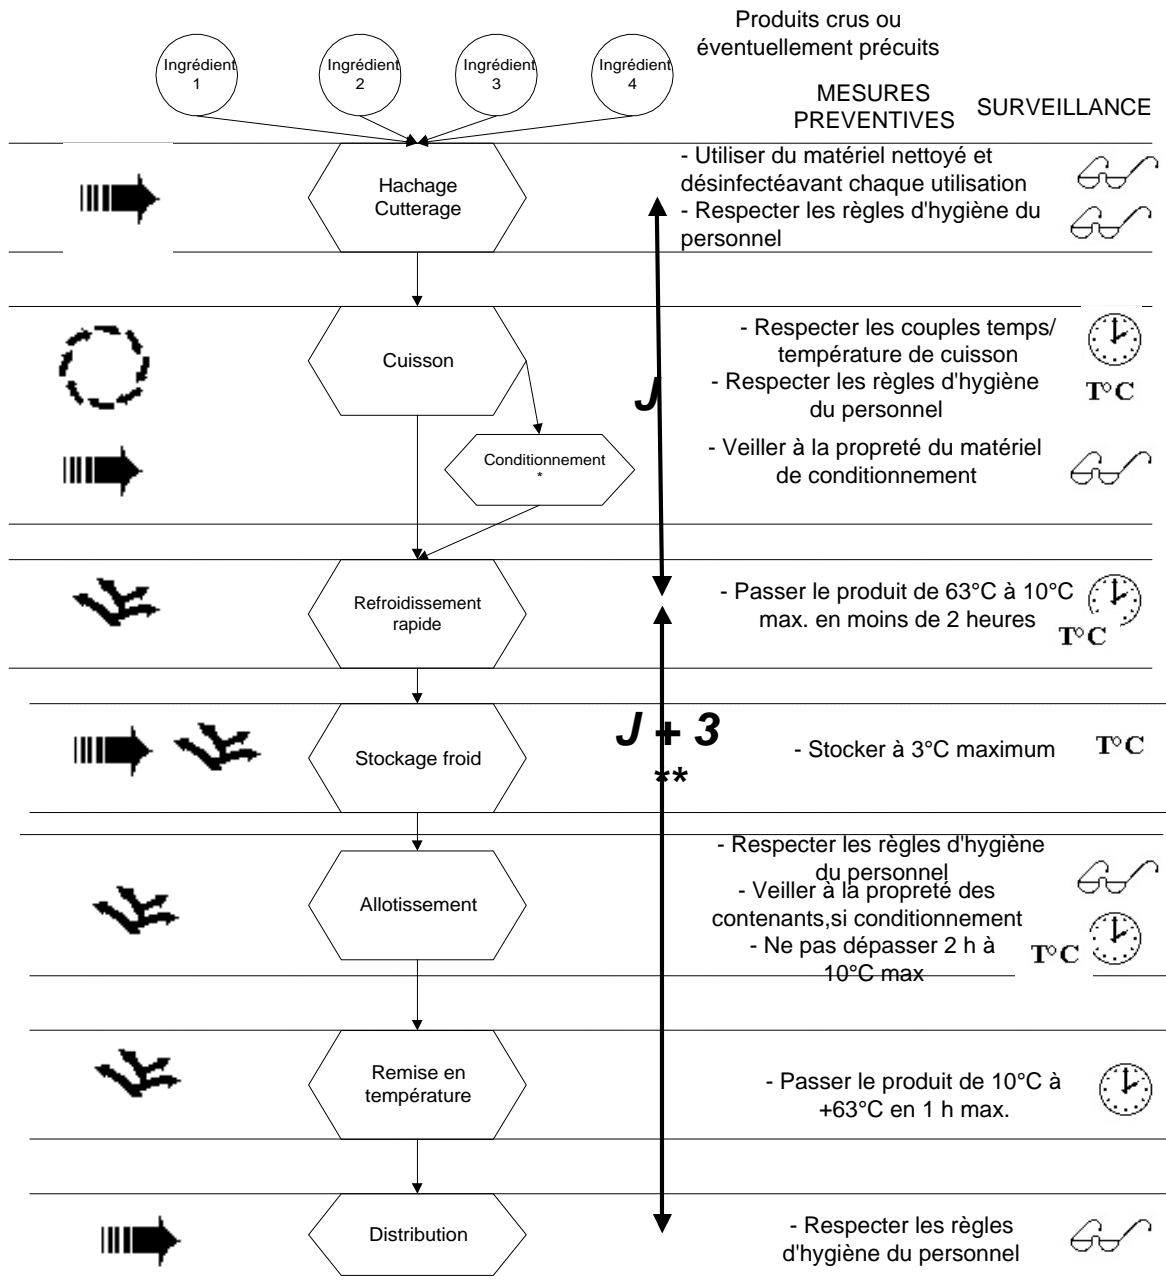 Produits crus ou
éventuellement précuits
Ingrédient
1
Ingrédient
2
Ingrédient
3
Ingrédient
4
MESURES
PREVENTIVES
SURVEILLANCE
Hachage
Cutterage
- Utiliser du matériel nettoyé et
désinfectéavant chaque utilisation
- Respecter les règles d'hygiène du
personnel
Cuisson
- Respecter les couples temps/
température de cuisson
- Respecter les règles d'hygiène
du personnel
T°C
J
Conditionnement
*
- Veiller à la propreté du matériel
de conditionnement
Refroidissement
rapide
- Passer le produit de 63°C à 10°C
max. en moins de 2 heures
T°C
J + 3
**
Stockage froid
- Stocker à 3°C maximum
T°C
Allotissement
- Respecter les règles d'hygiène
du personnel
- Veiller à la propreté des
contenants,si conditionnement
- Ne pas dépasser 2 h à
10°C max
T°C
Remise en
température
- Passer le produit de 10°C à
+63°C en 1 h max.
Distribution
- Respecter les règles
d'hygiène du personnel